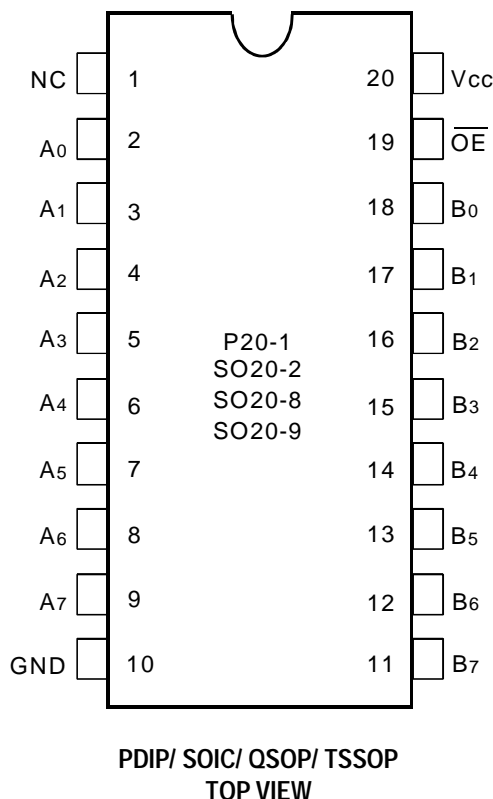 NC 1 20 Vcc
A0 2 19 O̅E̅
A1 3 18 B0
A2 4 17 B1
A3 5 16 B2
P20-1
SO20-2
A4 6 15 B3
SO20-8
SO20-9
A5 7 14 B4
A6 8 13 B5
A7 9 12 B6
GND 10 11 B7
PDIP/ SOIC/ QSOP/ TSSOP
TOP VIEW